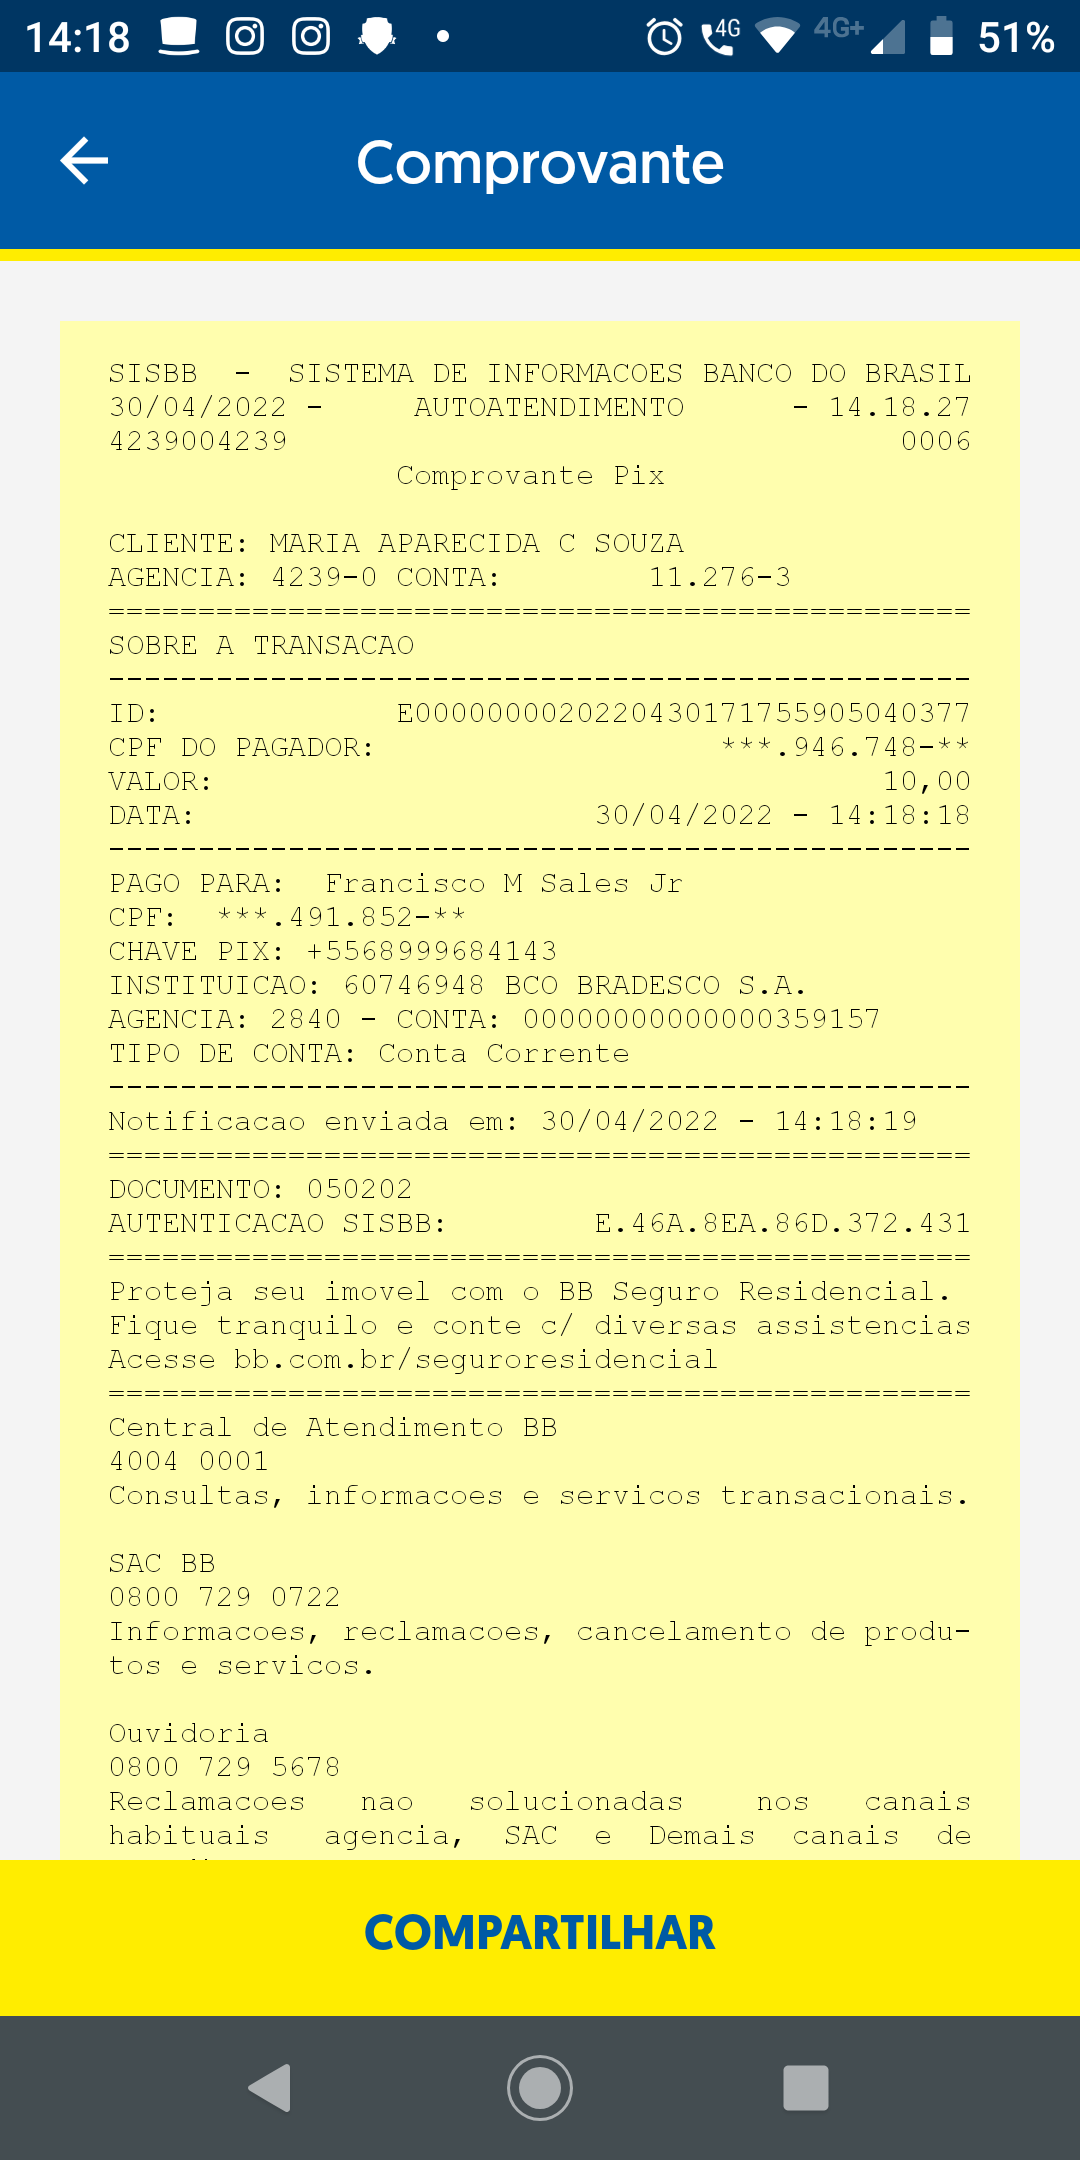 14:18 4G 4G+ 51%
Comprovante
SISBB - SISTEMA DE INFORMACOES BANCO DO BRASIL
30/04/2022 - AUTOATENDIMENTO - 14.18.27
4239004239 0006
Comprovante Pix
CLIENTE: MARIA APARECIDA C SOUZA
AGENCIA: 4239-0 CONTA: 11.276-3
================================================
SOBRE A TRANSACAO
------------------------------------------------
ID: E0000000020220430171755905040377
CPF DO PAGADOR: ***.946.748-**
VALOR: 10,00
DATA: 30/04/2022 - 14:18:18
------------------------------------------------
PAGO PARA: Francisco M Sales Jr
CPF: ***.491.852-**
CHAVE PIX: +5568999684143
INSTITUICAO: 60746948 BCO BRADESCO S.A.
AGENCIA: 2840 - CONTA: 00000000000000359157
TIPO DE CONTA: Conta Corrente
------------------------------------------------
Notificacao enviada em: 30/04/2022 - 14:18:19
================================================
DOCUMENTO: 050202
AUTENTICACAO SISBB: E.46A.8EA.86D.372.431
================================================
Proteja seu imovel com o BB Seguro Residencial.
Fique tranquilo e conte c/ diversas assistencias
Acesse bb.com.br/seguroresidencial
================================================
Central de Atendimento BB
4004 0001
Consultas, informacoes e servicos transacionais.
SAC BB
0800 729 0722
Informacoes, reclamacoes, cancelamento de produ-
tos e servicos.
Ouvidoria
0800 729 5678
Reclamacoes nao solucionadas nos canais
habituais agencia, SAC e Demais canais de
COMPARTILHAR